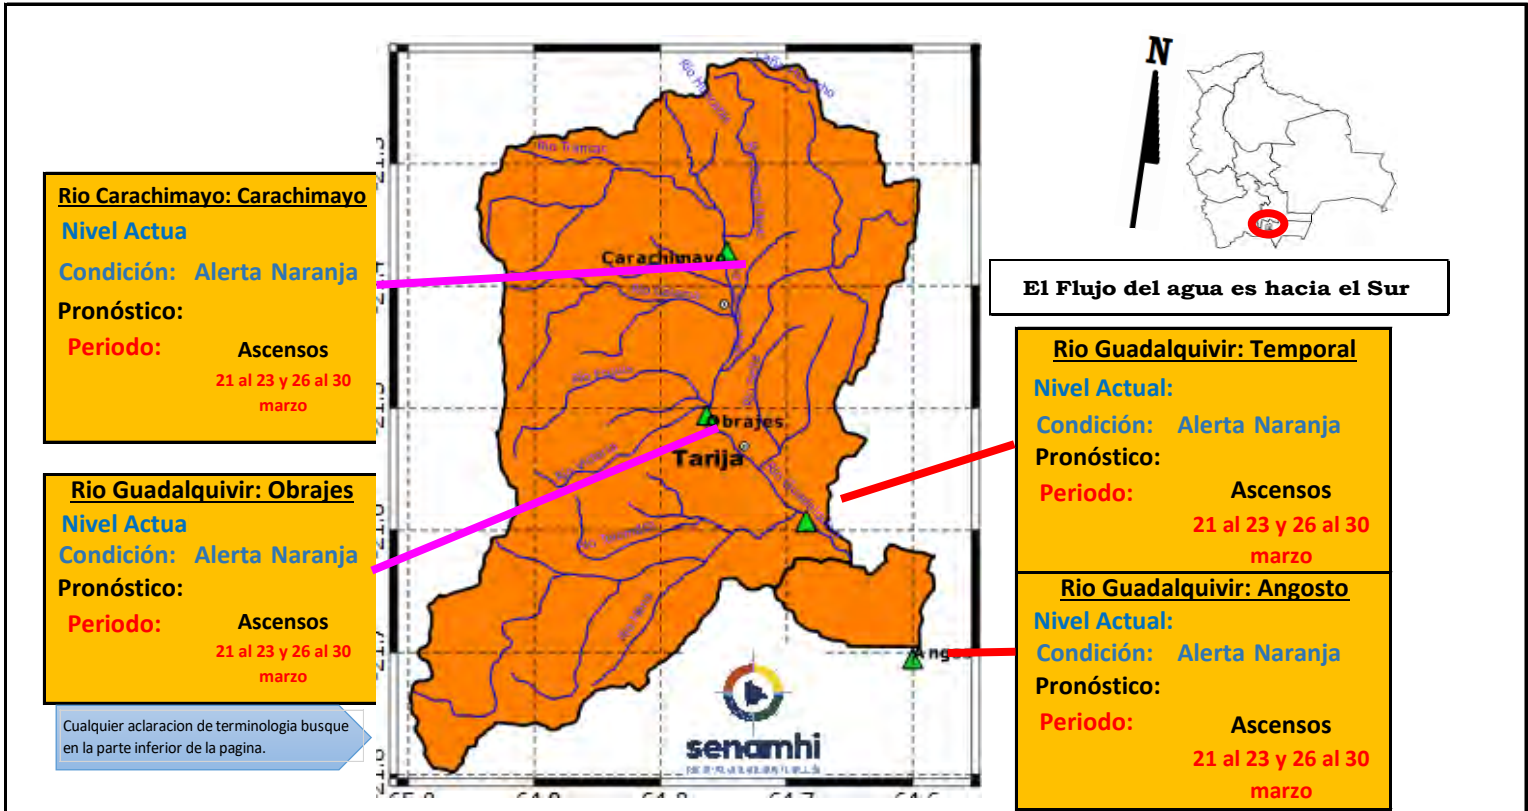 Rio Carachimayo: Carachimayo
Nivel Actua
Condición: Alerta Naranja
Pronóstico:
Periodo: Ascensos
21 al 23 y 26 al 30
marzo
Rio Guadalquivir: Obrajes
Nivel Actua
Condición: Alerta Naranja
Pronóstico:
Periodo: Ascensos
21 al 23 y 26 al 30
marzo
Cualquier aclaracion de terminologia busque
en la parte inferior de la pagina.
Carachimayo
Obrajes
Tarija
senamhi
N
El Flujo del agua es hacia el Sur
Rio Guadalquivir: Temporal
Nivel Actual:
Condición: Alerta Naranja
Pronóstico:
Periodo: Ascensos
21 al 23 y 26 al 30
marzo
Rio Guadalquivir: Angosto
Nivel Actual:
Condición: Alerta Naranja
Pronóstico:
Periodo: Ascensos
21 al 23 y 26 al 30
marzo